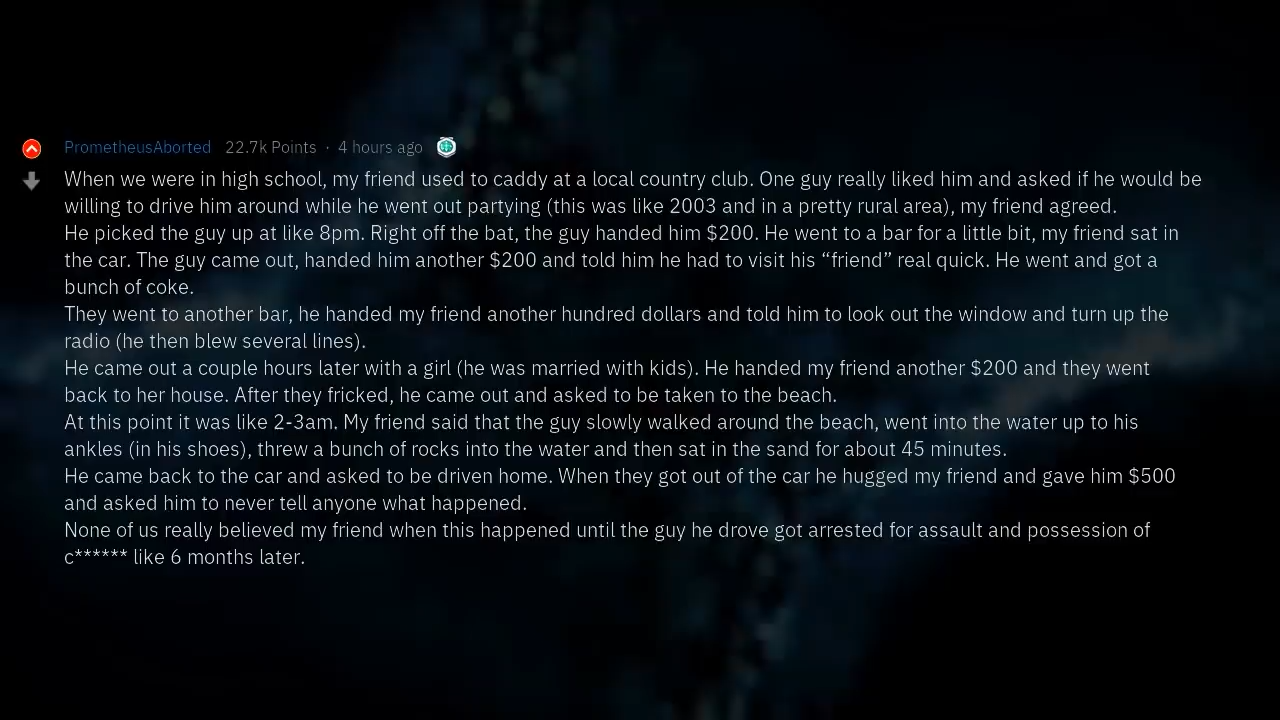 PrometheusAborted 22.7k Points · 4 hours ago
When we were in high school, my friend used to caddy at a local country club. One guy really liked him and asked if he would be
willing to drive him around while he went out partying (this was like 2003 and in a pretty rural area), my friend agreed.
He picked the guy up at like 8pm. Right off the bat, the guy handed him $200. He went to a bar for a little bit, my friend sat in
the car. The guy came out, handed him another $200 and told him he had to visit his “friend” real quick. He went and got a
bunch of coke.
They went to another bar, he handed my friend another hundred dollars and told him to look out the window and turn up the
radio (he then blew several lines).
He came out a couple hours later with a girl (he was married with kids). He handed my friend another $200 and they went
back to her house. After they fricked, he came out and asked to be taken to the beach.
At this point it was like 2-3am. My friend said that the guy slowly walked around the beach, went into the water up to his
ankles (in his shoes), threw a bunch of rocks into the water and then sat in the sand for about 45 minutes.
He came back to the car and asked to be driven home. When they got out of the car he hugged my friend and gave him $500
and asked him to never tell anyone what happened.
None of us really believed my friend when this happened until the guy he drove got arrested for assault and possession of
c****** like 6 months later.